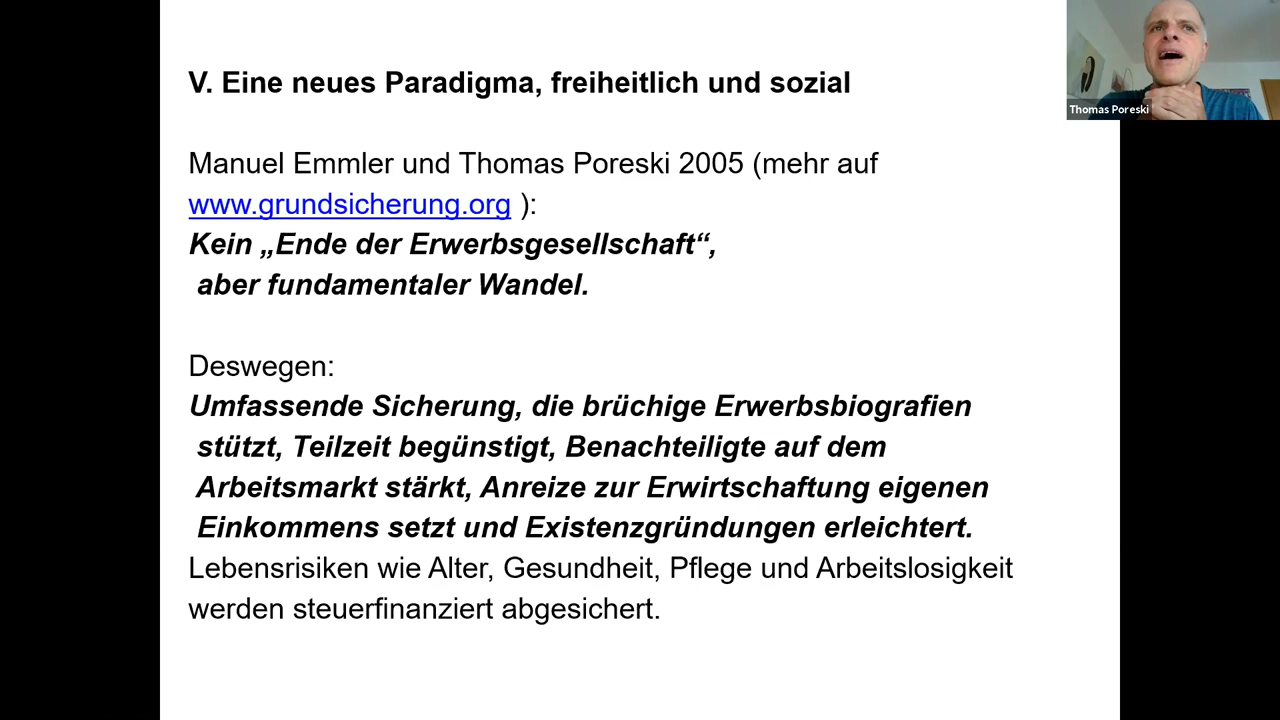 V. Eine neues Paradigma, freiheitlich und sozial
Manuel Emmler und Thomas Poreski 2005 (mehr auf
www.grundsicherung.org ):
Kein „Ende der Erwerbsgesellschaft“,
aber fundamentaler Wandel.
Deswegen:
Umfassende Sicherung, die brüchige Erwerbsbiografien
stützt, Teilzeit begünstigt, Benachteiligte auf dem
Arbeitsmarkt stärkt, Anreize zur Erwirtschaftung eigenen
Einkommens setzt und Existenzgründungen erleichtert.
Lebensrisiken wie Alter, Gesundheit, Pflege und Arbeitslosigkeit
werden steuerfinanziert abgesichert.
Thomas Poreski